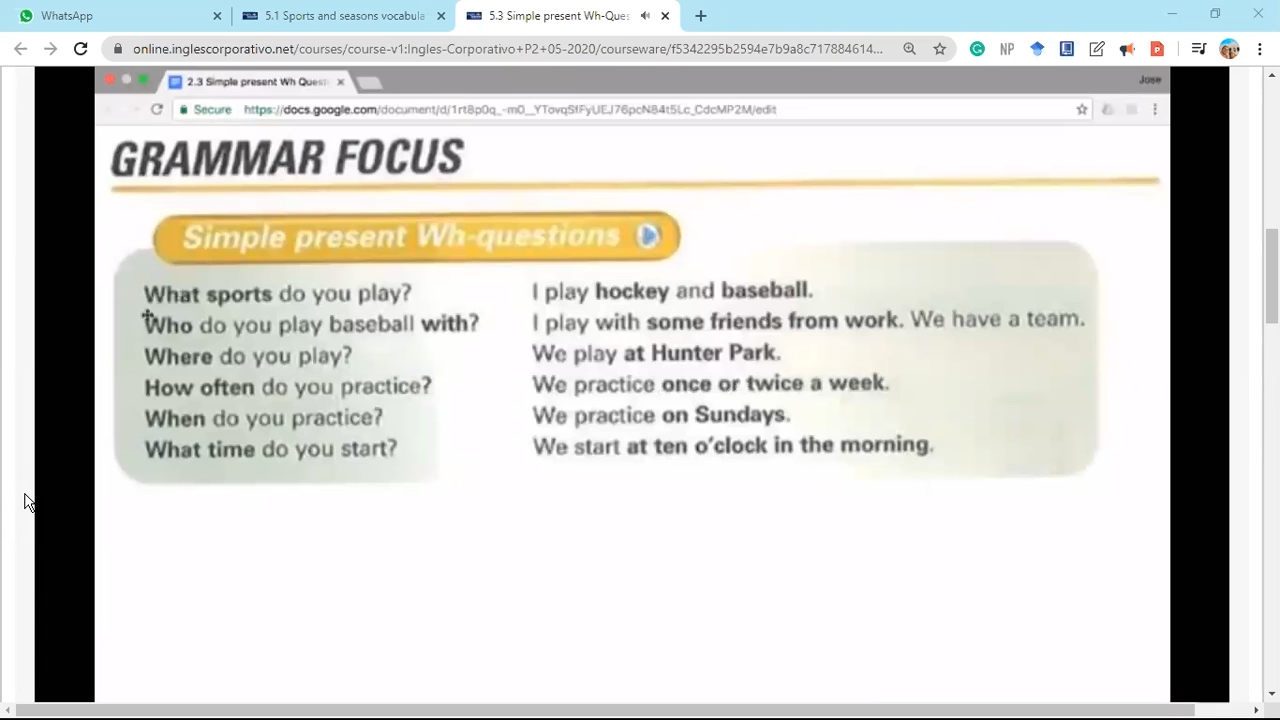 WhatsApp
5.1 Sports and seasons vocabula
5.3 Simple present Wh-Ques
online.inglescorporativo.net/courses/course-v1:Ingles-Corporativo+P2+05-2020/courseware/f5342295b2594e7b9a8c717884614...
NP
2.3 Simple present Wh Quest
Jose
Secure
GRAMMAR FOCUS
Simple present Wh-questions
What sports do you play? I play hockey and baseball.
Who do you play baseball with? I play with some friends from work. We have a team.
Where do you play? We play at Hunter Park.
How often do you practice? We practice once or twice a week.
When do you practice? We practice on Sundays.
What time do you start? We start at ten o'clock in the morning.